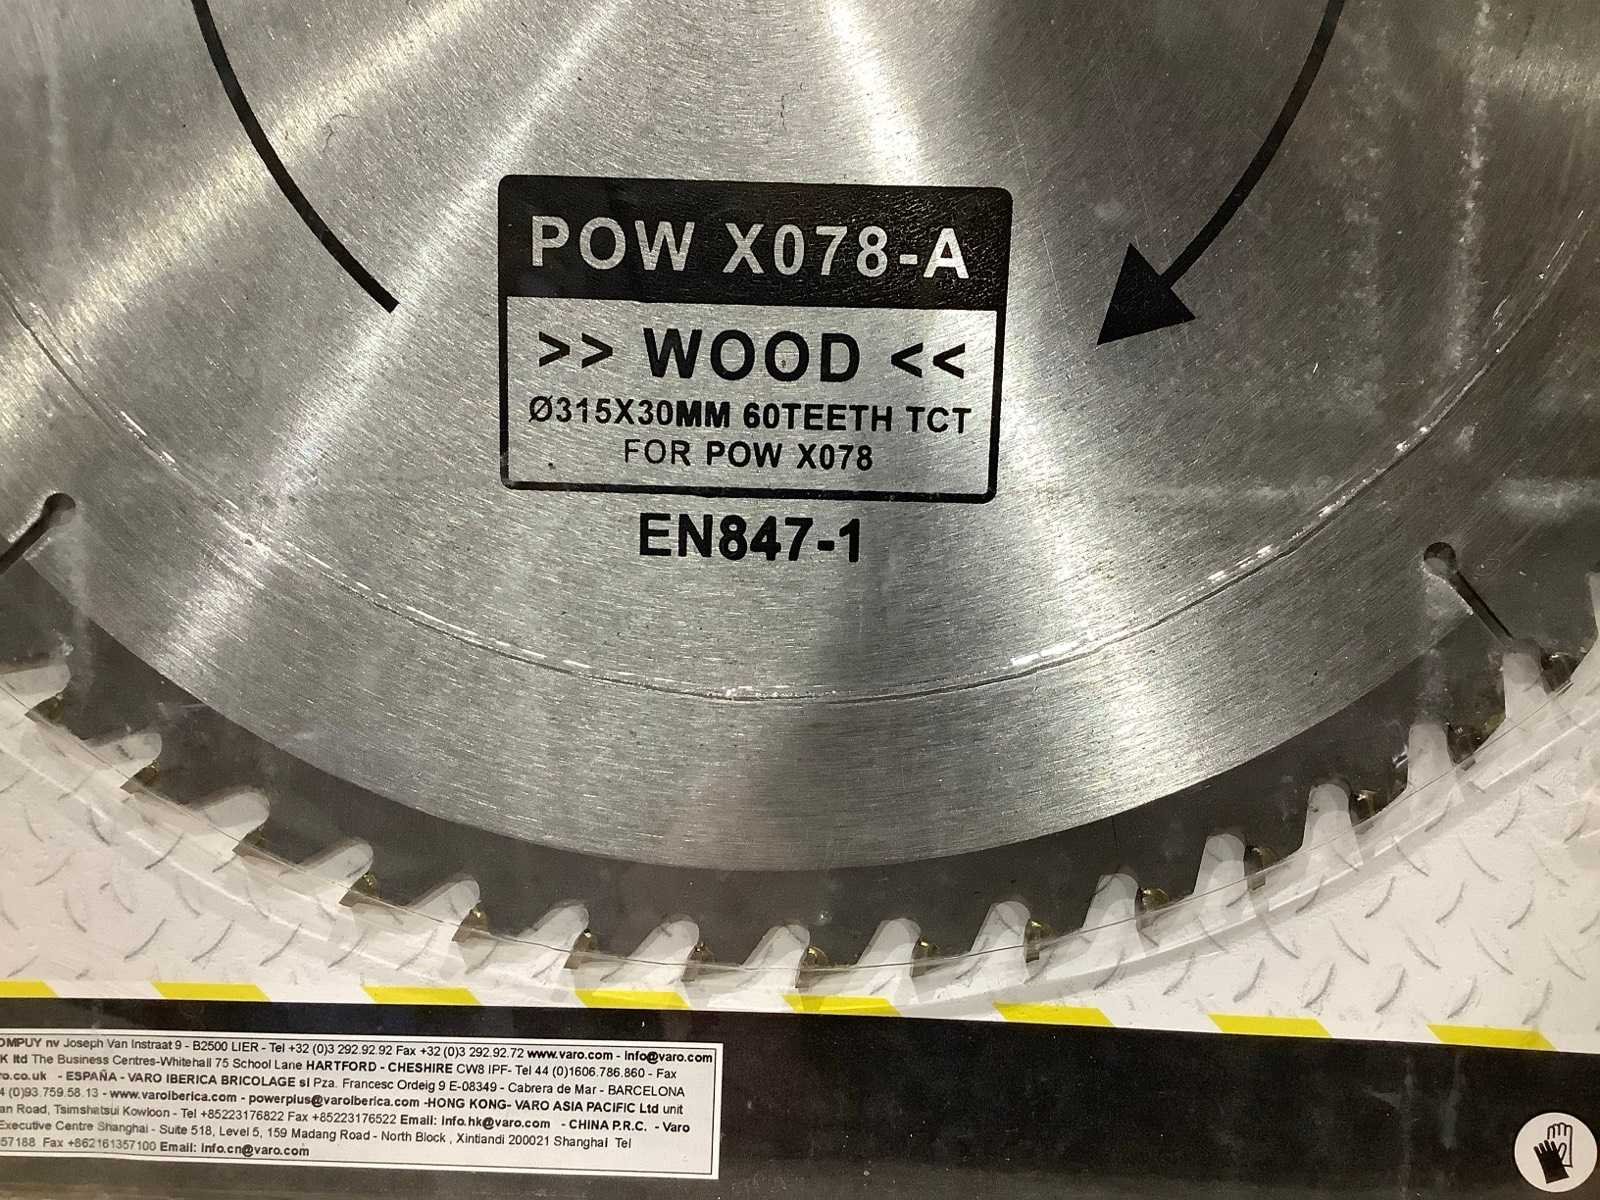 POW X078-A
>> WOOD <<
Ø315X30MM 60TEETH TCT
FOR POW X078
EN847-1
OMPUY nv Joseph Van Instraat 9 - B2500 LIER - Tel +32 (0)3 292.92.92 Fax +32 (0)3 292.92.72 www.varo.com - info@varo.com
K ltd The Business Centres-Whitehall 75 School Lane HARTFORD - CHESHIRE CW8 IPF- Tel 44 (0)1606.786.860 - Fax
ro.co.uk - ESPAÑA - VARO IBERICA BRICOLAGE sl Pza. Francesc Ordeig 9 E-08349 - Cabrera de Mar - BARCELONA
4 (0)93.759.58.13 - www.varoiberica.com - powerplus@varoiberica.com -HONG KONG- VARO ASIA PACIFIC Ltd unit
an Road, Tsimshatsui Kowloon - Tel +85223176822 Fax +85223176522 Email: info.hk@varo.com - CHINA P.R.C. - Varo
Executive Centre Shanghai - Suite 518, Level 5, 159 Madang Road - North Block , Xintiandi 200021 Shanghai Tel
57188 Fax +862161357100 Email: info.cn@varo.com